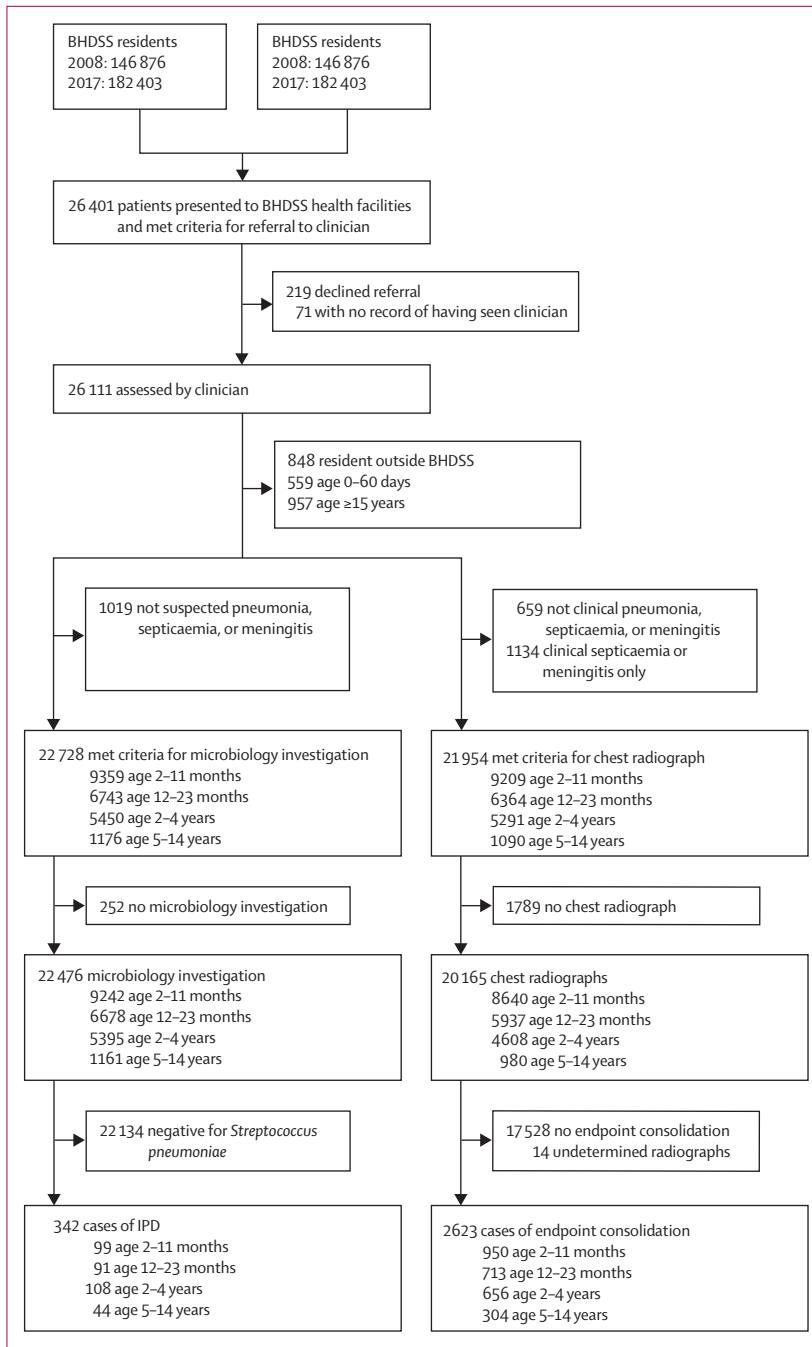 BHDSS residents
2008: 146 876
2017: 182 403
BHDSS residents
2008: 146 876
2017: 182 403
26 401 patients presented to BHDSS health facilities
and met criteria for referral to clinician
219 declined referral
71 with no record of having seen clinician
26 111 assessed by clinician
848 resident outside BHDSS
559 age 0–60 days
957 age ≥15 years
1019 not suspected pneumonia,
septicaemia, or meningitis
659 not clinical pneumonia,
septicaemia, or meningitis
1134 clinical septicaemia or
meningitis only
22 728 met criteria for microbiology investigation
9359 age 2–11 months
6743 age 12–23 months
5450 age 2–4 years
1176 age 5–14 years
21 954 met criteria for chest radiograph
9209 age 2–11 months
6364 age 12–23 months
5291 age 2–4 years
1090 age 5–14 years
252 no microbiology investigation
1789 no chest radiograph
22 476 microbiology investigation
9242 age 2–11 months
6678 age 12–23 months
5395 age 2–4 years
1161 age 5–14 years
20 165 chest radiographs
8640 age 2–11 months
5937 age 12–23 months
4608 age 2–4 years
980 age 5–14 years
22 134 negative for Streptococcus
pneumoniae
17 528 no endpoint consolidation
14 undetermined radiographs
342 cases of IPD
99 age 2–11 months
91 age 12–23 months
108 age 2–4 years
44 age 5–14 years
2623 cases of endpoint consolidation
950 age 2–11 months
713 age 12–23 months
656 age 2–4 years
304 age 5–14 years